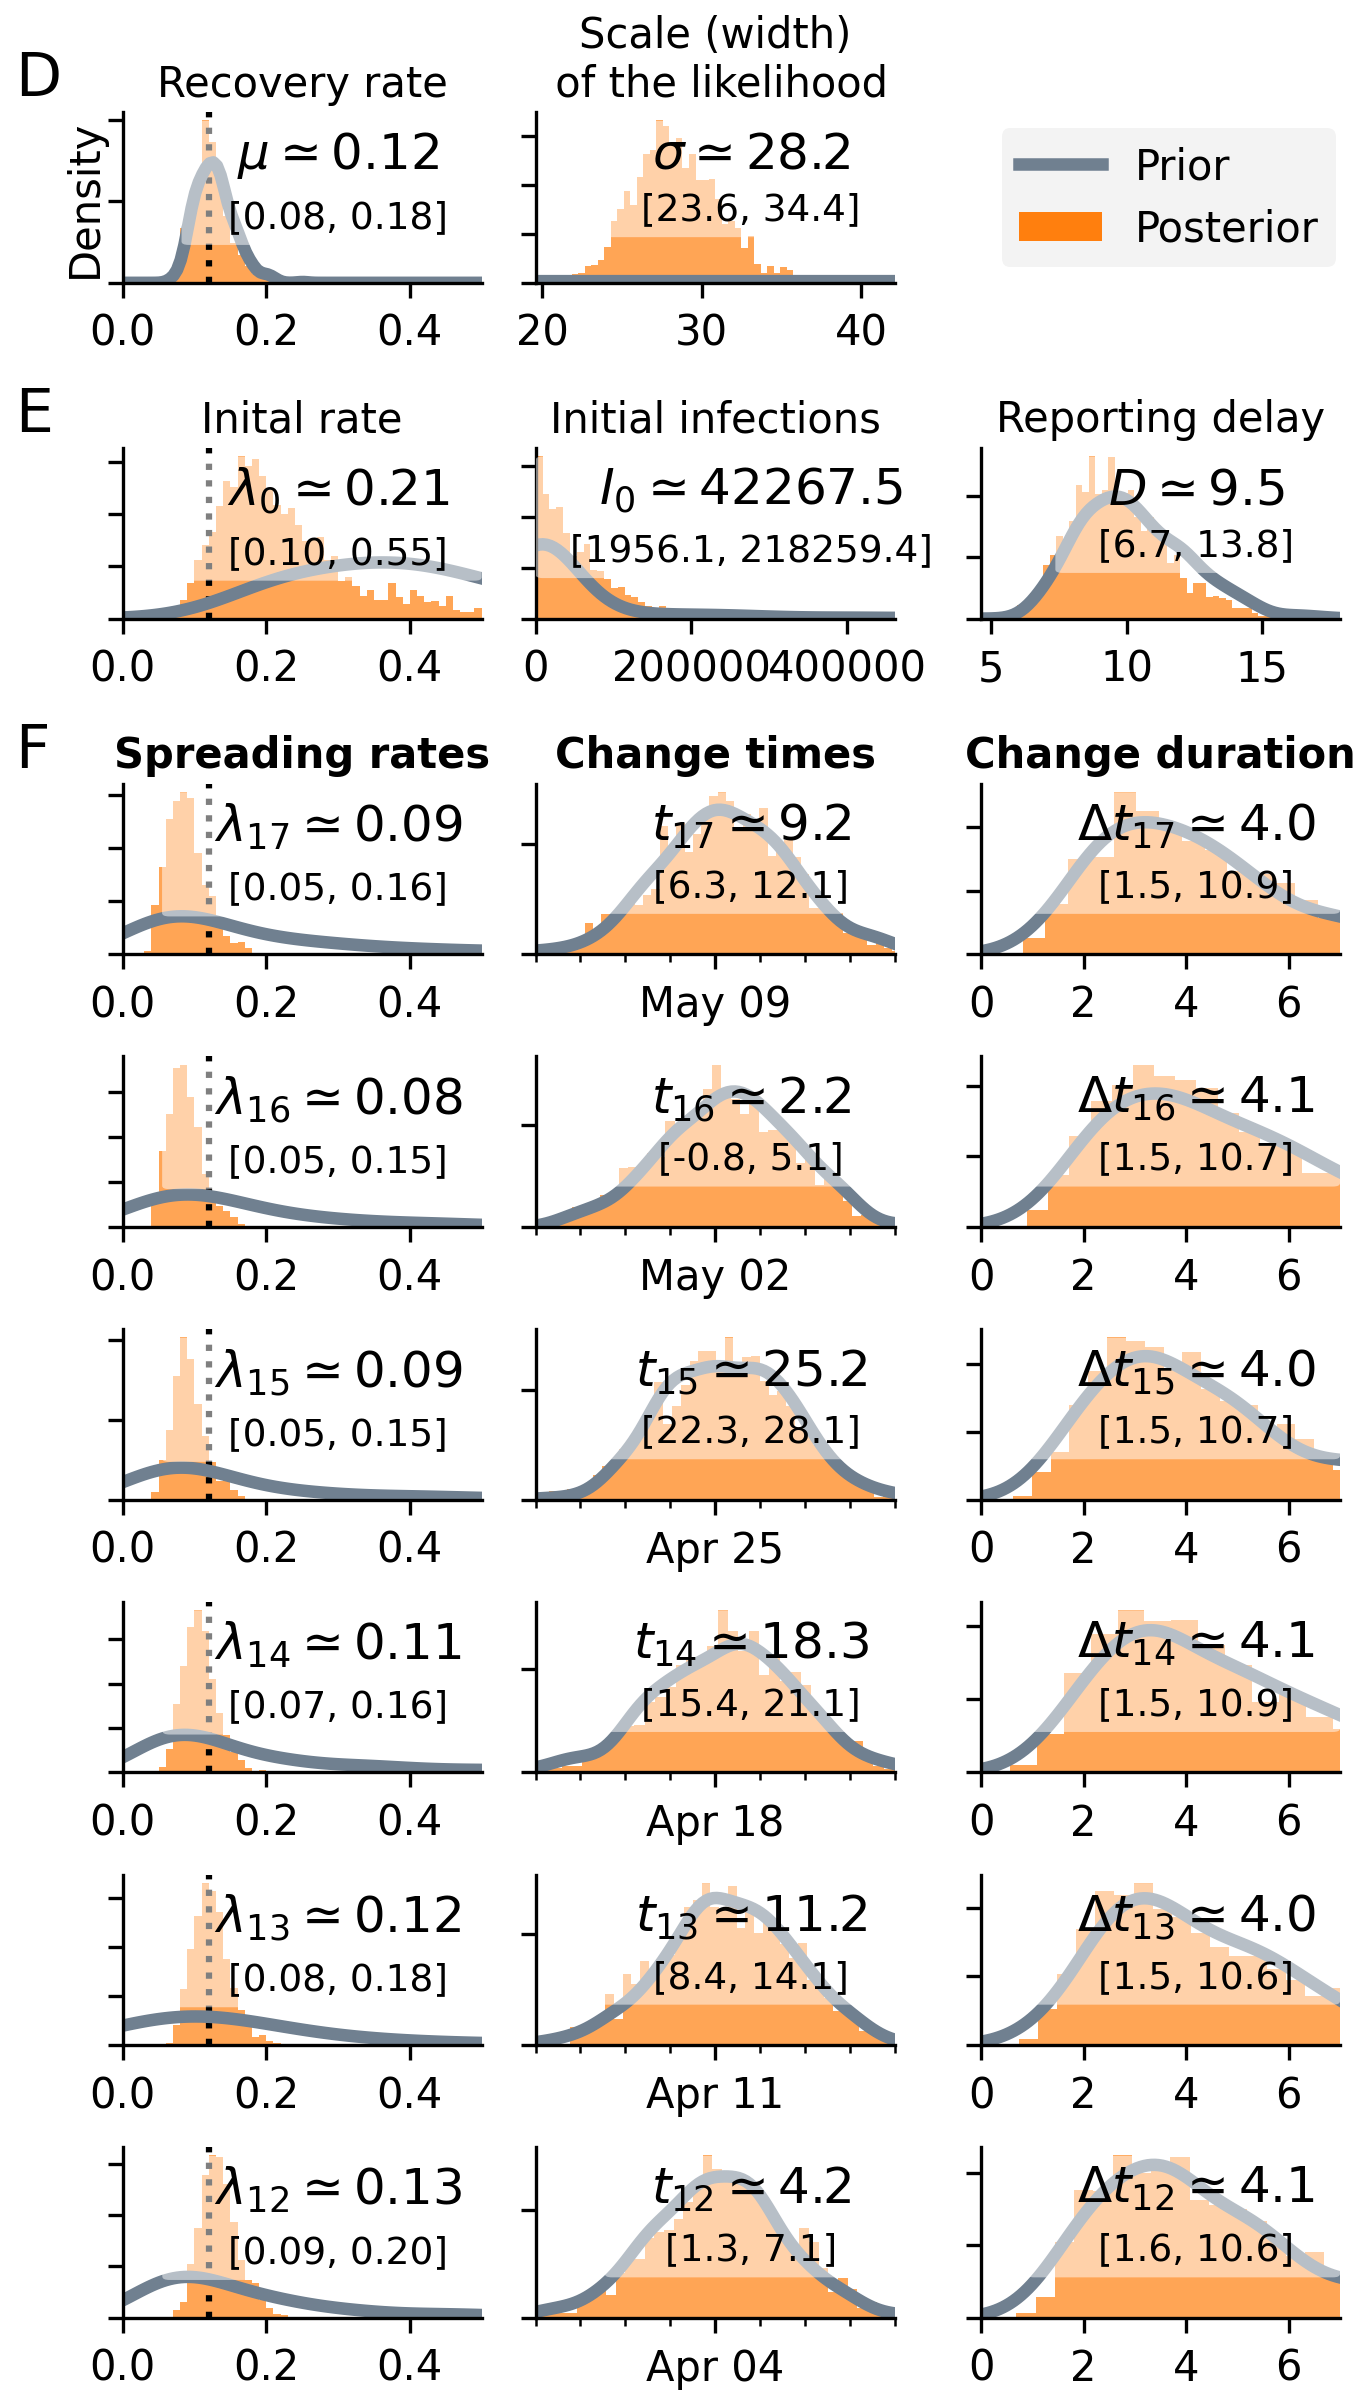 D
Recovery rate
Scale (width)
of the likelihood
Density
μ ≃ 0.12
[0.08, 0.18]
0.0 0.2 0.4
σ ≃ 28.2
[23.6, 34.4]
20 30 40
Prior
Posterior
E
Inital rate
λ0 ≃ 0.21
[0.10, 0.55]
0.0 0.2 0.4
Initial infections
I0 ≃ 42267.5
[1956.1, 218259.4]
0 200000 400000
Reporting delay
D ≃ 9.5
[6.7, 13.8]
5 10 15
F
Spreading rates
Change times
Change duration
λ17 ≃ 0.09
[0.05, 0.16]
0.0 0.2 0.4
t17 ≃ 9.2
[6.3, 12.1]
May 09
Δt17 ≃ 4.0
[1.5, 10.9]
0 2 4 6
λ16 ≃ 0.08
[0.05, 0.15]
0.0 0.2 0.4
t16 ≃ 2.2
[-0.8, 5.1]
May 02
Δt16 ≃ 4.1
[1.5, 10.7]
0 2 4 6
λ15 ≃ 0.09
[0.05, 0.15]
0.0 0.2 0.4
t15 ≃ 25.2
[22.3, 28.1]
Apr 25
Δt15 ≃ 4.0
[1.5, 10.7]
0 2 4 6
λ14 ≃ 0.11
[0.07, 0.16]
0.0 0.2 0.4
t14 ≃ 18.3
[15.4, 21.1]
Apr 18
Δt14 ≃ 4.1
[1.5, 10.9]
0 2 4 6
λ13 ≃ 0.12
[0.08, 0.18]
0.0 0.2 0.4
t13 ≃ 11.2
[8.4, 14.1]
Apr 11
Δt13 ≃ 4.0
[1.5, 10.6]
0 2 4 6
λ12 ≃ 0.13
[0.09, 0.20]
0.0 0.2 0.4
t12 ≃ 4.2
[1.3, 7.1]
Apr 04
Δt12 ≃ 4.1
[1.6, 10.6]
0 2 4 6